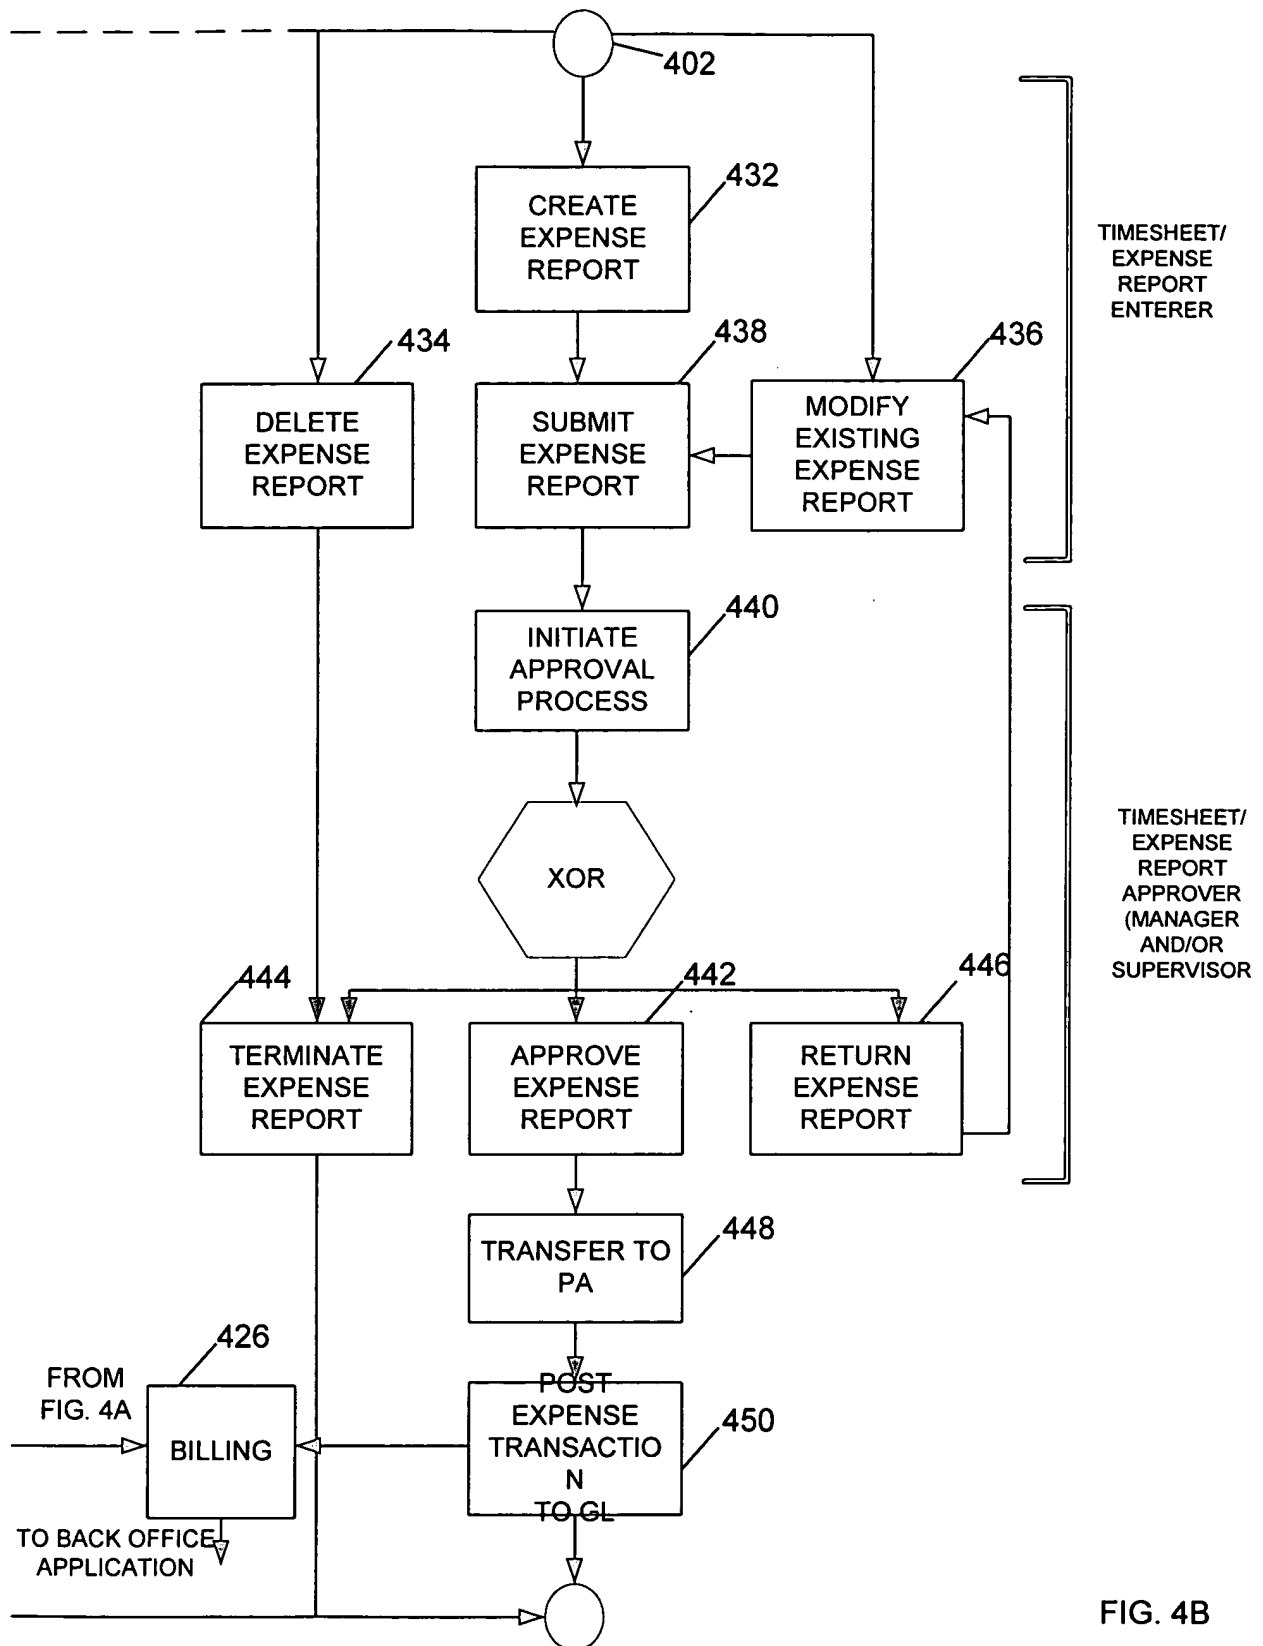 402
432
CREATE
EXPENSE
REPORT
TIMESHEET/
EXPENSE
REPORT
ENTERER
434
438
436
DELETE
EXPENSE
REPORT
SUBMIT
EXPENSE
REPORT
MODIFY
EXISTING
EXPENSE
REPORT
440
INITIATE
APPROVAL
PROCESS
XOR
TIMESHEET/
EXPENSE
REPORT
APPROVER
(MANAGER
AND/OR
SUPERVISOR
444
442
446
TERMINATE
EXPENSE
REPORT
APPROVE
EXPENSE
REPORT
RETURN
EXPENSE
REPORT
448
TRANSFER TO
PA
426
FROM
FIG. 4A
BILLING
POST
EXPENSE
TRANSACTIO
N
TO GL
450
TO BACK OFFICE
APPLICATION
FIG. 4B